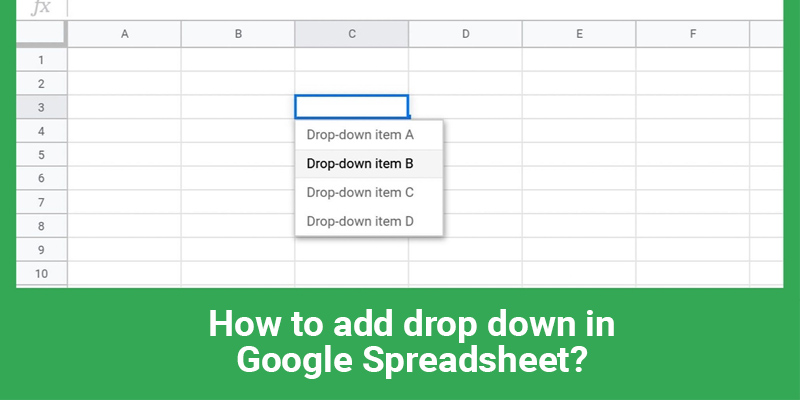 fx
A B C D E F
1
2
3
4
Drop-down item A
5
Drop-down item B
6
7
Drop-down item C
8
Drop-down item D
9
10
How to add drop down in
Google Spreadsheet?